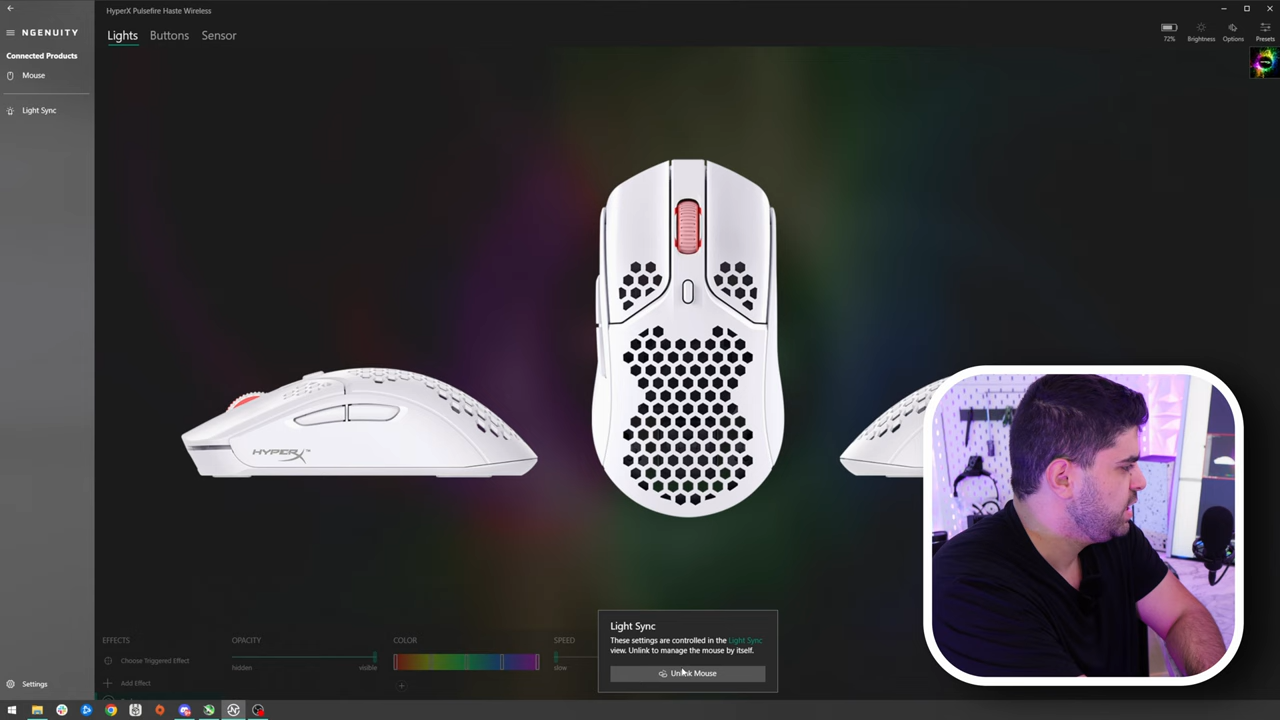 HyperX Pulsefire Haste Wireless
NGENUITY
Lights Buttons Sensor
72% Brightness Options Presets
Connected Products
Mouse
Light Sync
HYPERX
Light Sync
These settings are controlled in the Light Sync
view. Unlink to manage the mouse by itself.
Unlink Mouse
EFFECTS OPACITY COLOR SPEED
Choose Triggered Effect hidden visible slow
Add Effect
Settings